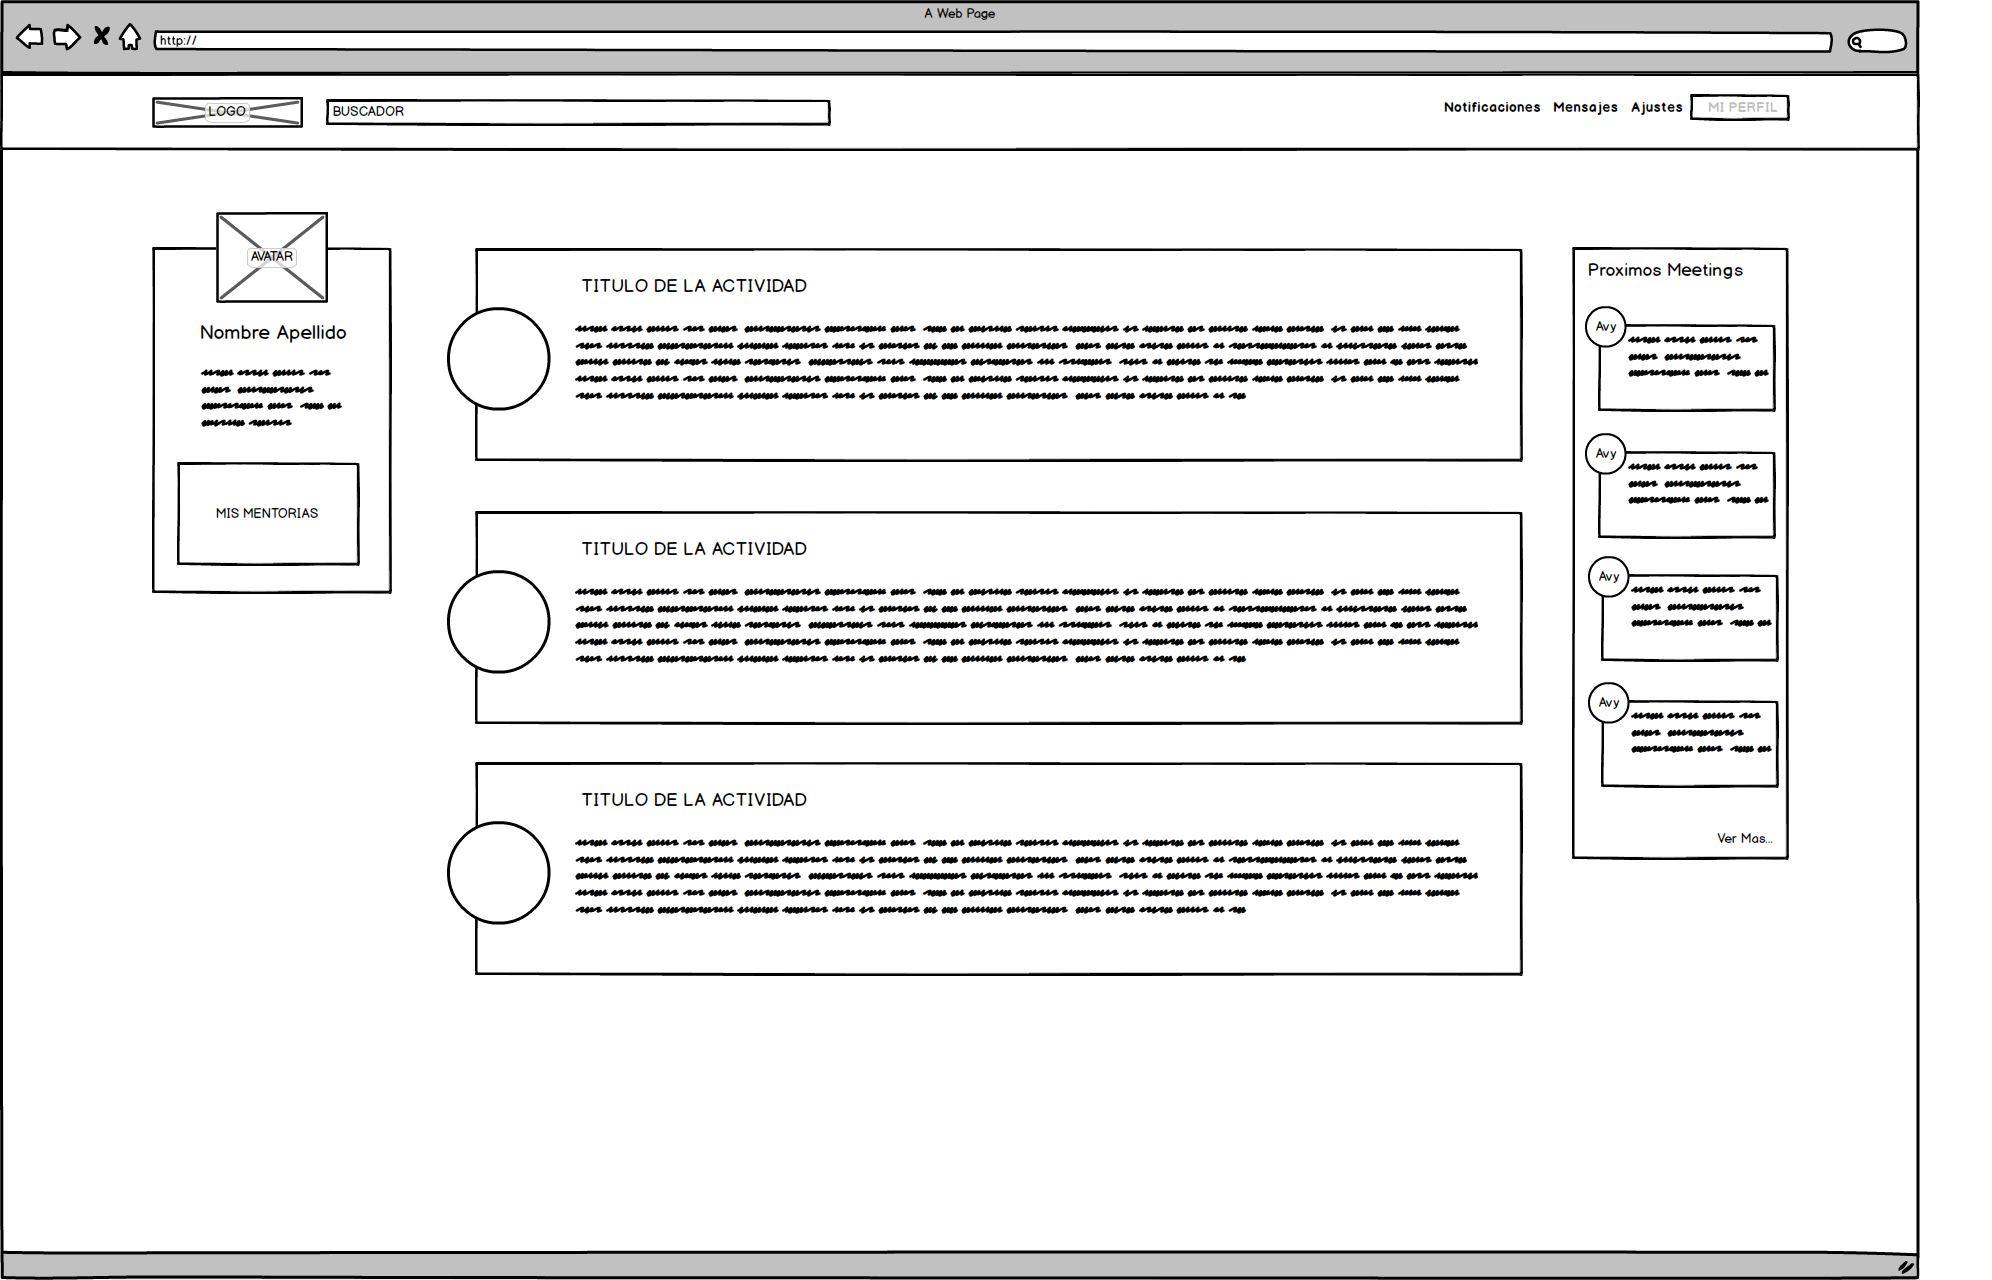 A Web Page
http://
LOGO
BUSCADOR
Notificaciones Mensajes Ajustes MI PERFIL
AVATAR
Nombre Apellido
MIS MENTORIAS
TITULO DE LA ACTIVIDAD
TITULO DE LA ACTIVIDAD
TITULO DE LA ACTIVIDAD
Proximos Meetings
Avy
Avy
Avy
Avy
Ver Mas...